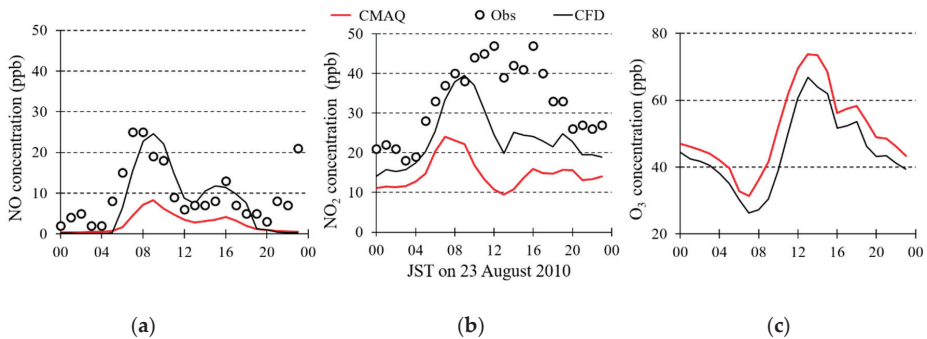 CMAQ Obs CFD
NO concentration (ppb)
50
40
30
20
10
0
00 04 08 12 16 20 00
(a)
NO₂ concentration (ppb)
50
40
30
20
10
0
00 04 08 12 16 20 00
JST on 23 August 2010
(b)
O₃ concentration (ppb)
80
60
40
20
00 04 08 12 16 20 00
(c)